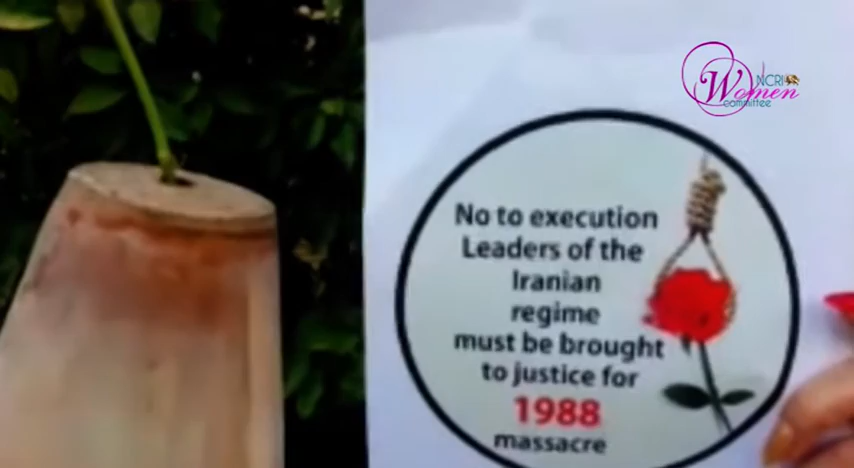 NCRI
Women
committee
No to execution
Leaders of the
Iranian
regime
must be brought
to justice for
1988
massacre